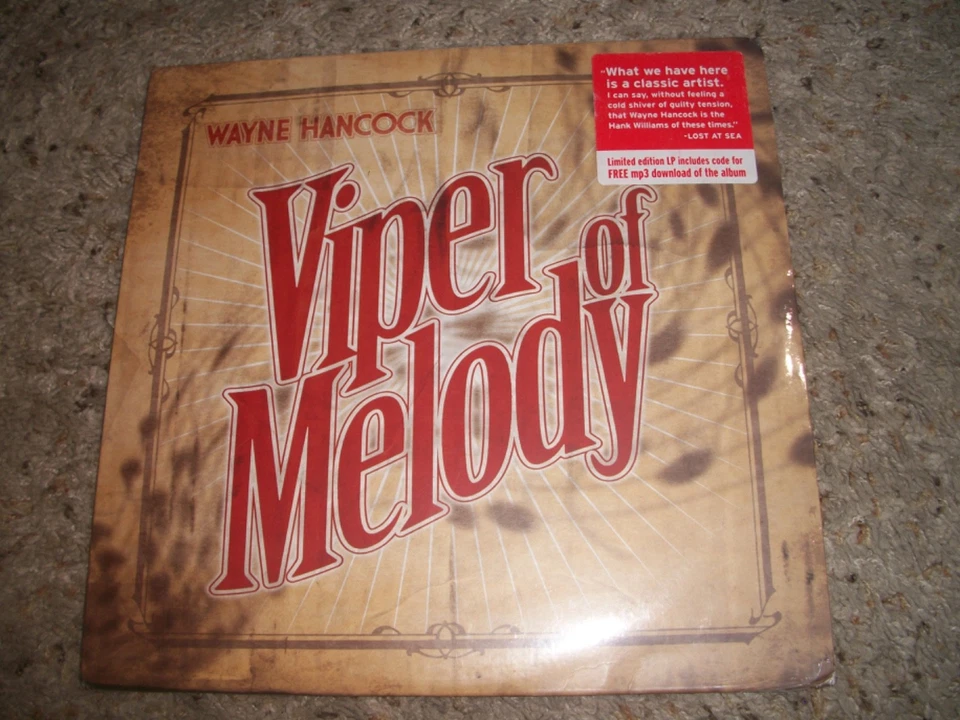 WAYNE HANCOCK
Viper
of
Melody
"What we have here
is a classic artist.
I can say, without feeling a
cold shiver of guilty tension,
that Wayne Hancock is the
Hank Williams of these times."
-LOST AT SEA
Limited edition LP includes code for
FREE mp3 download of the album